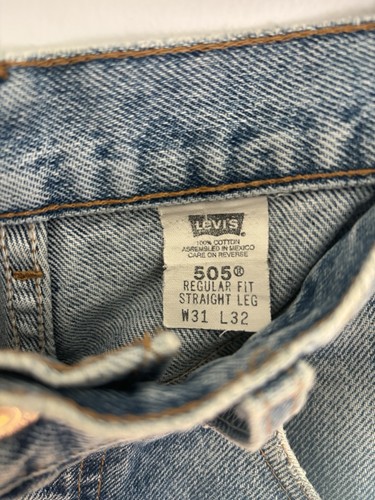 LEVI'S
100% COTTON
ASSEMBLED IN MEXICO
CARE ON REVERSE
505®
REGULAR FIT
STRAIGHT LEG
W31 L32